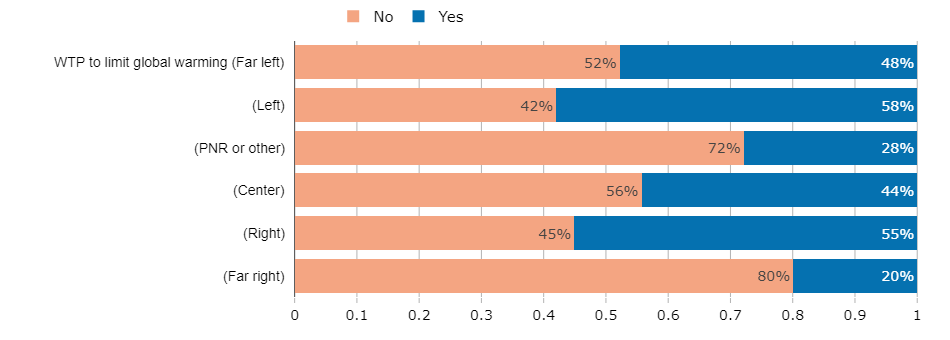 No Yes
WTP to limit global warming (Far left) 52% 48%
(Left) 42% 58%
(PNR or other) 72% 28%
(Center) 56% 44%
(Right) 45% 55%
(Far right) 80% 20%
0 0.1 0.2 0.3 0.4 0.5 0.6 0.7 0.8 0.9 1